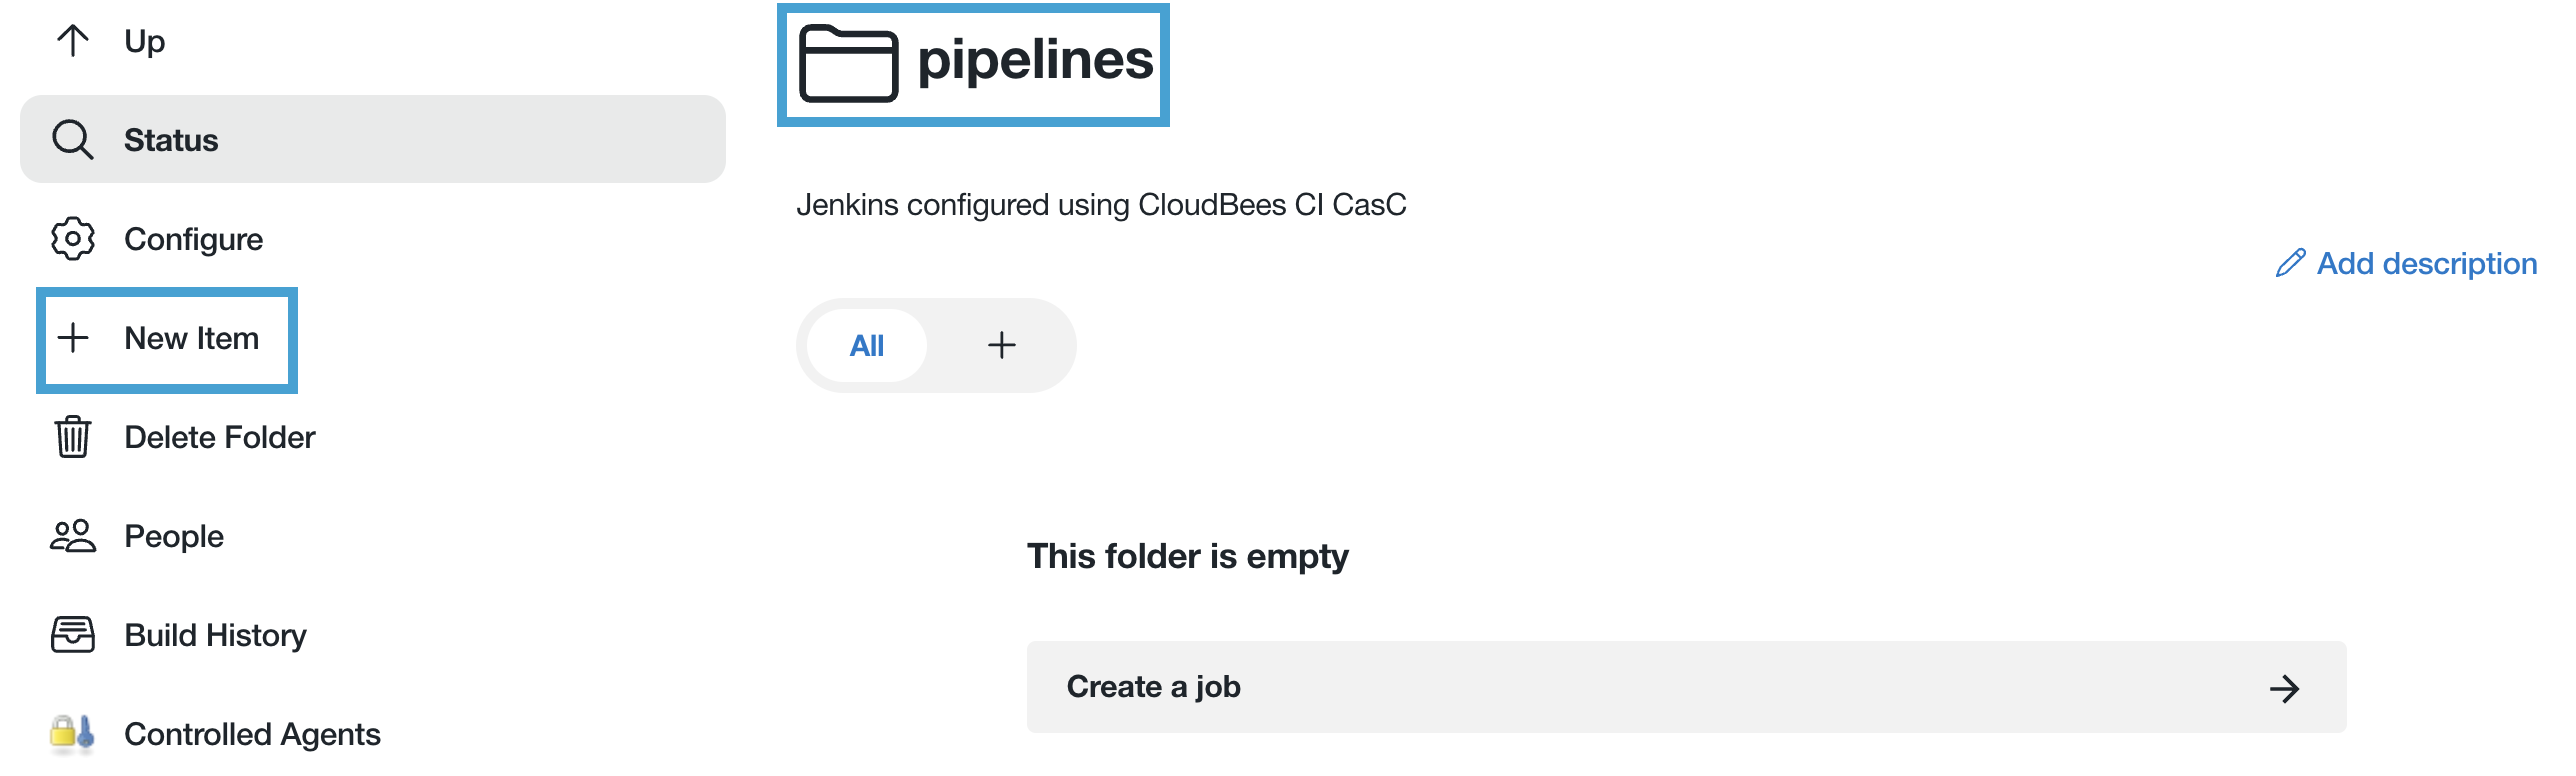 Up
Status
Configure
New Item
Delete Folder
People
Build History
Controlled Agents
pipelines
Jenkins configured using CloudBees CI CasC
Add description
All
This folder is empty
Create a job